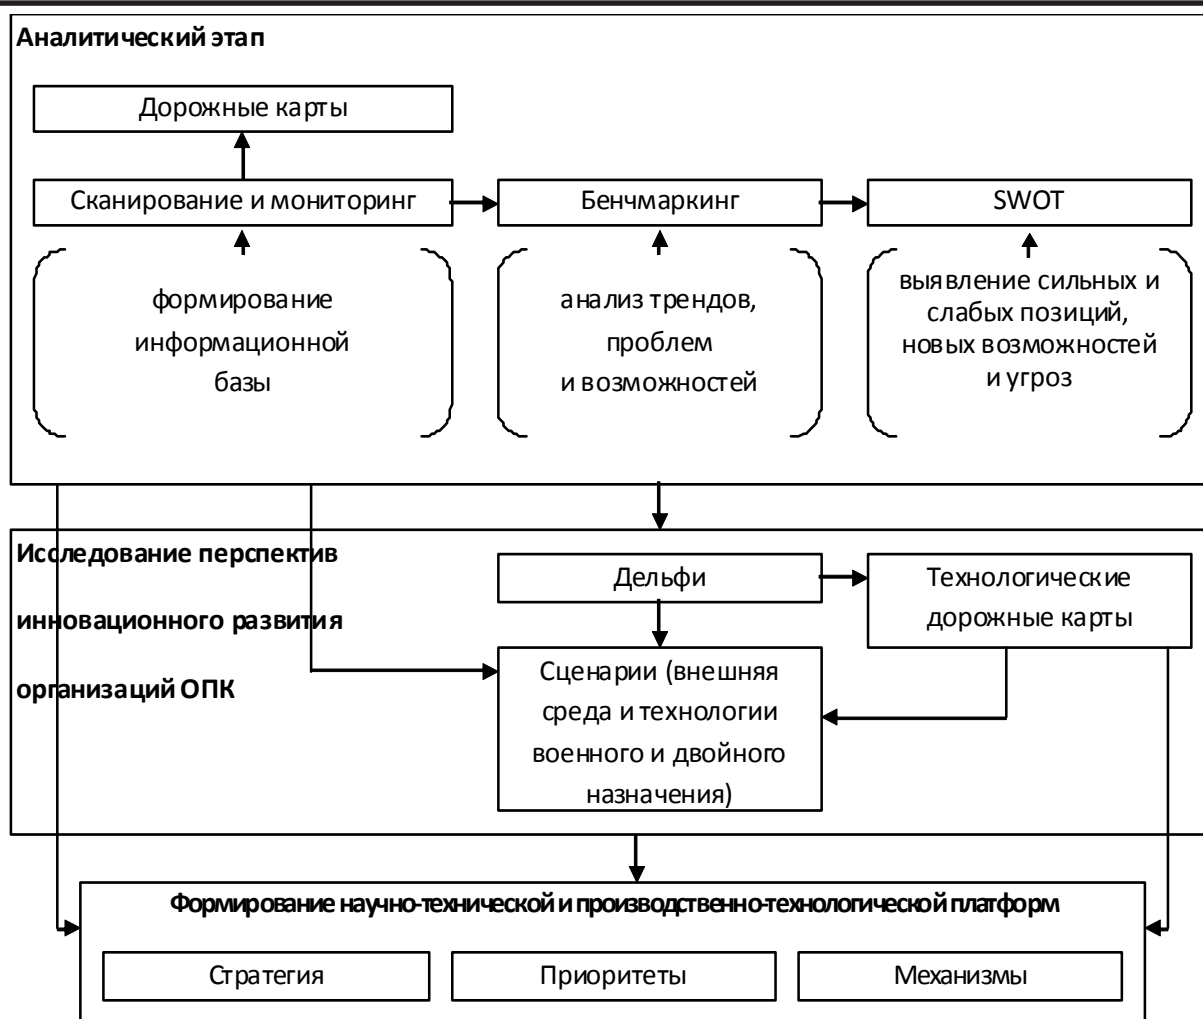 Аналитический этап
Дорожные карты
Сканирование и мониторинг
Бенчмаркинг
SWOT
формирование
информационной
базы
анализ трендов,
проблем
и возможностей
выявление сильных и
слабых позиций,
новых возможностей
и угроз
Исследование перспектив
инновационного развития
организаций ОПК
Дельфи
Технологические
дорожные карты
Сценарии (внешняя
среда и технологии
военного и двойного
назначения)
Формирование научно-технической и производственно-технологической платформ
Стратегия
Приоритеты
Механизмы